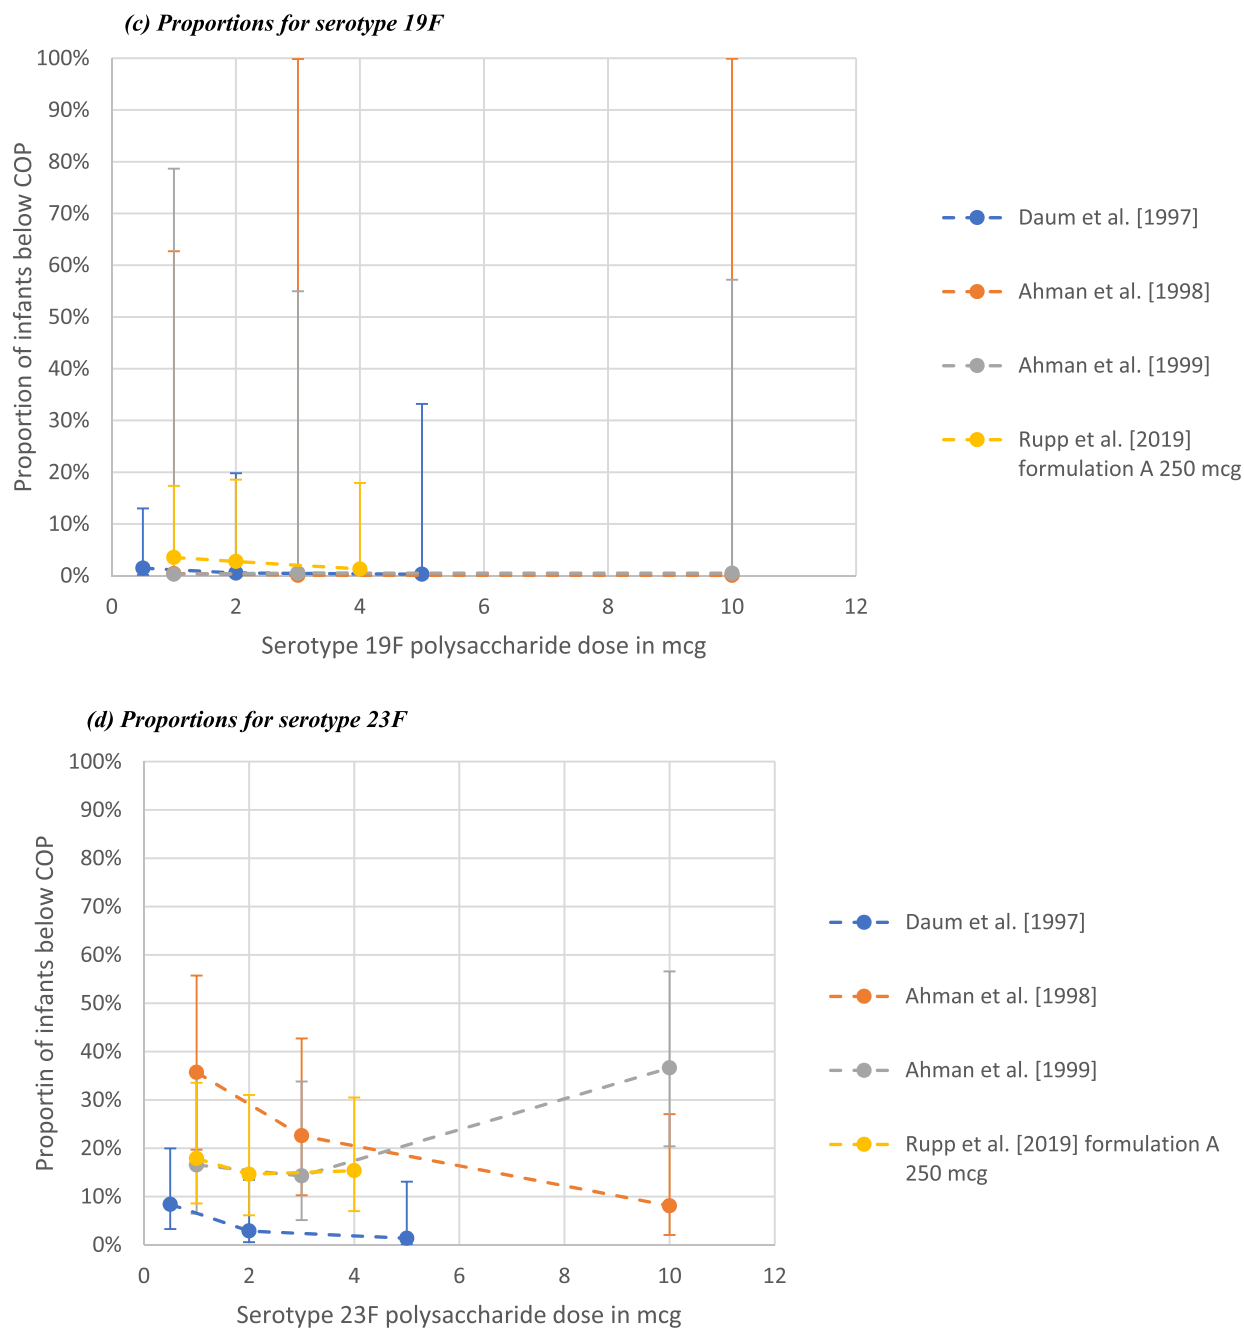 (c) Proportions for serotype 19F
100%
90%
80%
70%
60%
50%
40%
30%
20%
10%
0%
Proportion of infants below COP
0 2 4 6 8 10 12
Serotype 19F polysaccharide dose in mcg
Daum et al. [1997]
Ahman et al. [1998]
Ahman et al. [1999]
Rupp et al. [2019]
formulation A 250 mcg
(d) Proportions for serotype 23F
100%
90%
80%
70%
60%
50%
40%
30%
20%
10%
0%
Proportin of infants below COP
0 2 4 6 8 10 12
Serotype 23F polysaccharide dose in mcg
Daum et al. [1997]
Ahman et al. [1998]
Ahman et al. [1999]
Rupp et al. [2019] formulation A
250 mcg